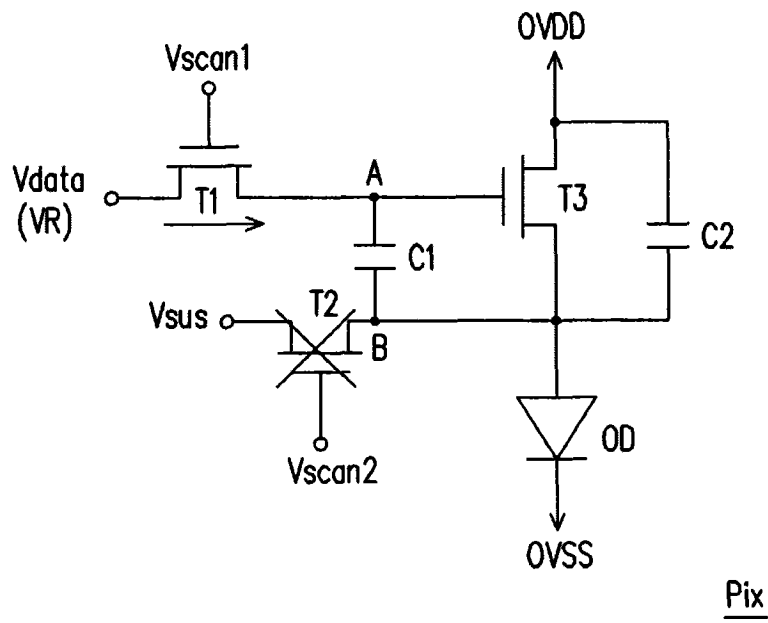 OVDD
Vscan1
Vdata
(VR)
T1
A
T3
C1
C2
T2
Vsus
B
OD
Vscan2
OVSS
Pix